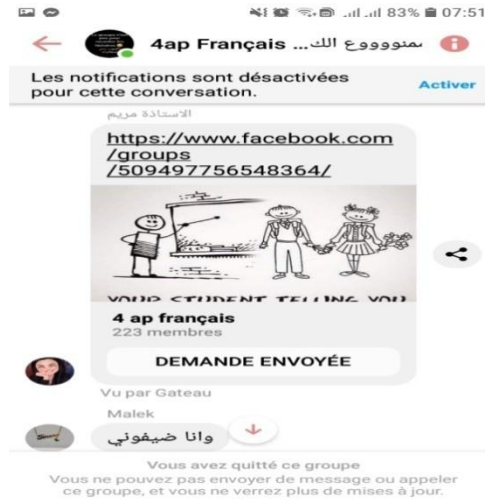 83% 07:51
4ap Français ...ممنوووووع الك
Les notifications sont désactivées
pour cette conversation.
Activer
الاستاذة مريم
https://www.facebook.com
/groups
/509497756548364/
YOUR STUDENT TELLING YOU
4 ap français
223 membres
DEMANDE ENVOYÉE
Vu par Gateau
Malek
وانا ضيفوني
Vous avez quitté ce groupe
Vous ne pouvez pas envoyer de message ou appeler
ce groupe, et vous ne verrez plus de mises à jour.